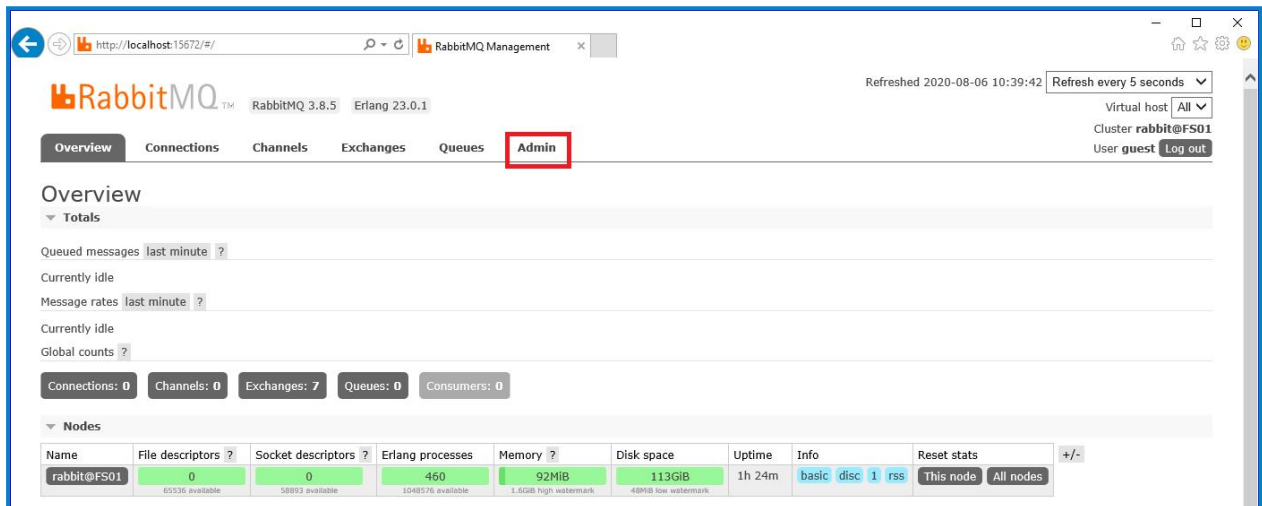 http://localhost:15672/#/
RabbitMQ Management
Refreshed 2020-08-06 10:39:42 Refresh every 5 seconds
RabbitMQ TM RabbitMQ 3.8.5 Erlang 23.0.1
Virtual host All
Cluster rabbit@FS01
User guest Log out
Overview Connections Channels Exchanges Queues Admin
Overview
Totals
Queued messages last minute ?
Currently idle
Message rates last minute ?
Currently idle
Global counts ?
Connections: 0 Channels: 0 Exchanges: 7 Queues: 0 Consumers: 0
Nodes
Name File descriptors ? Socket descriptors ? Erlang processes Memory ? Disk space Uptime Info Reset stats +/-
rabbit@FS01 0 0 460 92MiB 113GiB 1h 24m basic disc 1 rss This node All nodes
65536 available 58893 available 1048576 available 1.6GiB high watermark 48MiB low watermark